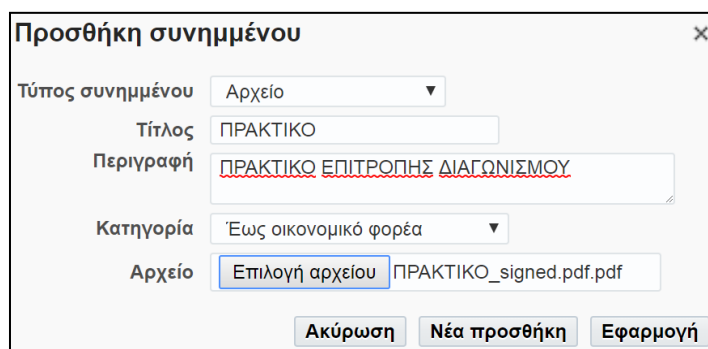 Προσθήκη συνημμένου
Τύπος συνημμένου Αρχείο
Τίτλος ΠΡΑΚΤΙΚΟ
Περιγραφή ΠΡΑΚΤΙΚΟ ΕΠΙΤΡΟΠΗΣ ΔΙΑΓΩΝΙΣΜΟΥ
Κατηγορία Έως οικονομικό φορέα
Αρχείο Επιλογή αρχείου ΠΡΑΚΤΙΚΟ_signed.pdf.pdf
Ακύρωση Νέα προσθήκη Εφαρμογή